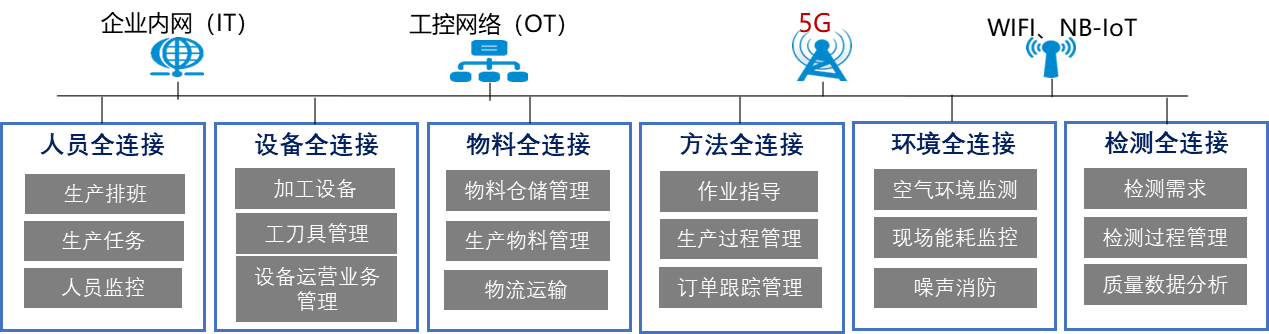 企业内网（IT）
工控网络（OT）
5G
WIFI、NB-IoT
人员全连接
生产排班
生产任务
人员监控
设备全连接
加工设备
工刀具管理
设备运营业务
管理
物料全连接
物料仓储管理
生产物料管理
物流运输
方法全连接
作业指导
生产过程管理
订单跟踪管理
环境全连接
空气环境监测
现场能耗监控
噪声消防
检测全连接
检测需求
检测过程管理
质量数据分析